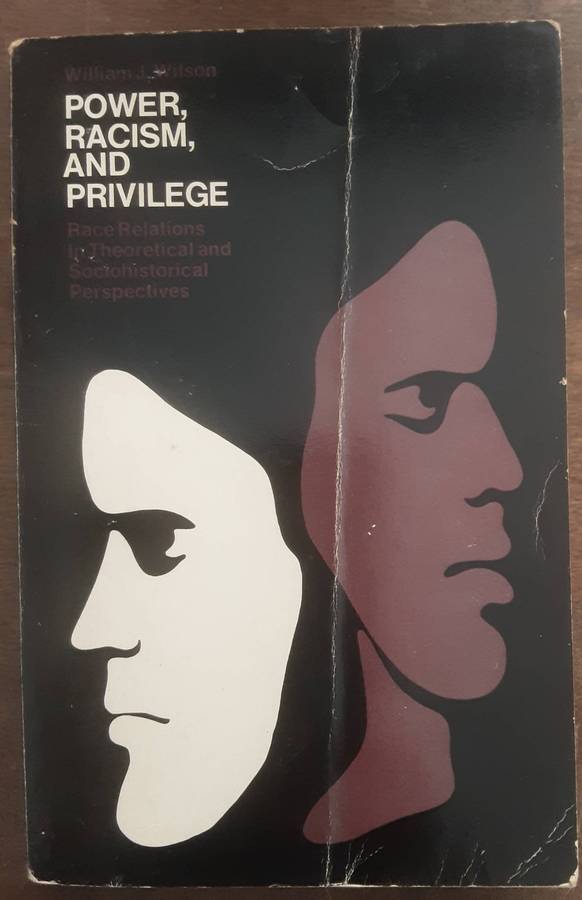 William J. Wilson
POWER,
RACISM,
AND
PRIVILEGE
Race Relations
in Theoretical and
Sociohistorical
Perspectives